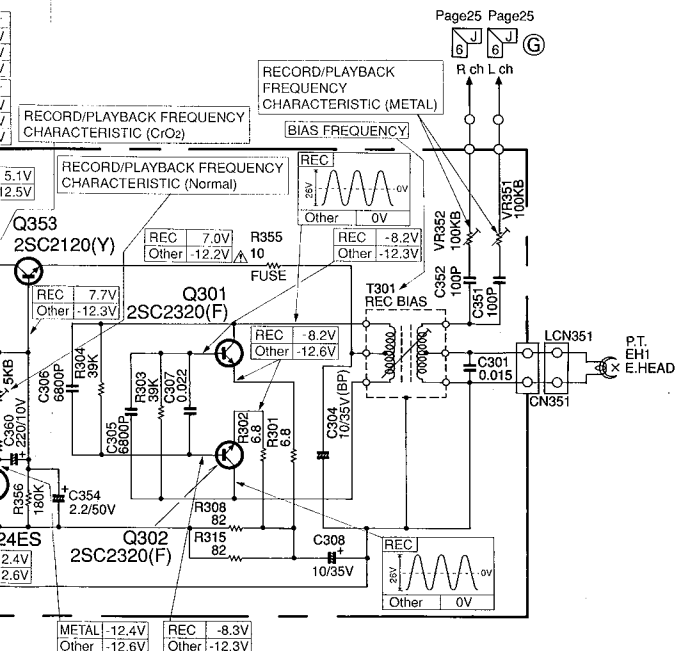 Page25 Page25
J J
6 6 G
R ch L ch
RECORD/PLAYBACK
FREQUENCY
CHARACTERISTIC (METAL)
RECORD/PLAYBACK FREQUENCY
CHARACTERISTIC (CrO2)
BIAS FREQUENCY
RECORD/PLAYBACK FREQUENCY
CHARACTERISTIC (Normal)
5.1V
12.5V
REC
26V 0V
Other 0V
VR352
100KB
VR351
100KB
Q353
2SC2120(Y)
REC 7.0V
Other -12.2V
R355
10
FUSE
REC -8.2V
Other -12.3V
C352
100P
C351
100P
T301
REC BIAS
REC 7.7V
Other -12.3V
Q301
2SC2320(F)
REC -8.2V
Other -12.6V
LCN351
P.T.
EH1
E.HEAD
CN351
C301
0.015
5KB
C306
6800P
R304
39K
R303
39K
C307
0.022
C305
6800P
R302
6.8
R301
6.8
C304
10/35V(BP)
C360
220/10V
R356
180K
C354
2.2/50V
24ES
2.4V
2.6V
Q302
2SC2320(F)
R308
82
R315
82
C308
10/35V
REC
26V 0V
Other 0V
METAL -12.4V
Other -12.6V
REC -8.3V
Other -12.3V